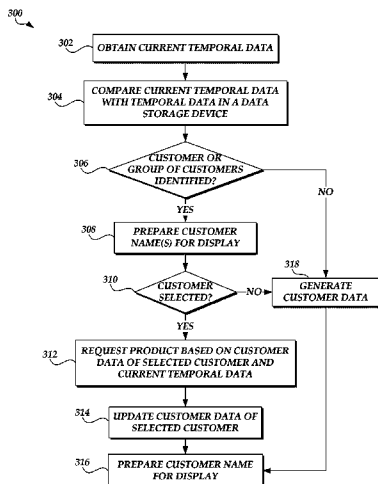 300
302
OBTAIN CURRENT TEMPORAL DATA
304
COMPARE CURRENT TEMPORAL DATA
WITH TEMPORAL DATA IN A DATA
STORAGE DEVICE
306
CUSTOMER OR
GROUP OF CUSTOMERS
IDENTIFIED?
NO
YES
308
PREPARE CUSTOMER
NAME(S) FOR DISPLAY
310
CUSTOMER
SELECTED?
NO
318
GENERATE
CUSTOMER DATA
YES
312
REQUEST PRODUCT BASED ON CUSTOMER
DATA OF SELECTED CUSTOMER AND
CURRENT TEMPORAL DATA
314
UPDATE CUSTOMER DATA OF
SELECTED CUSTOMER
316
PREPARE CUSTOMER NAME
FOR DISPLAY